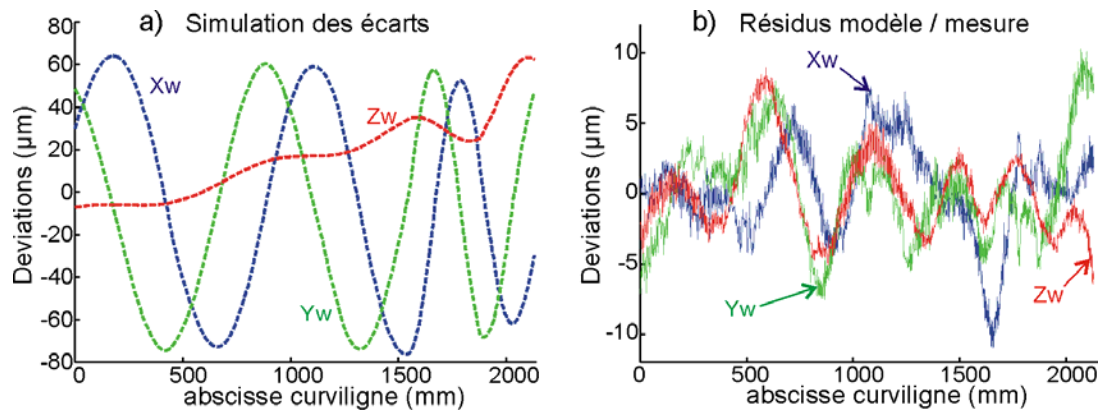 a) Simulation des écarts
80
60
40
20
0
-20
-40
-60
-80
Deviations (µm)
Xw
Yw
Zw
0 500 1000 1500 2000
abscisse curviligne (mm)
b) Résidus modèle / mesure
10
5
0
-5
-10
Deviations (µm)
Xw
Yw
Zw
0 500 1000 1500 2000
abscisse curviligne (mm)